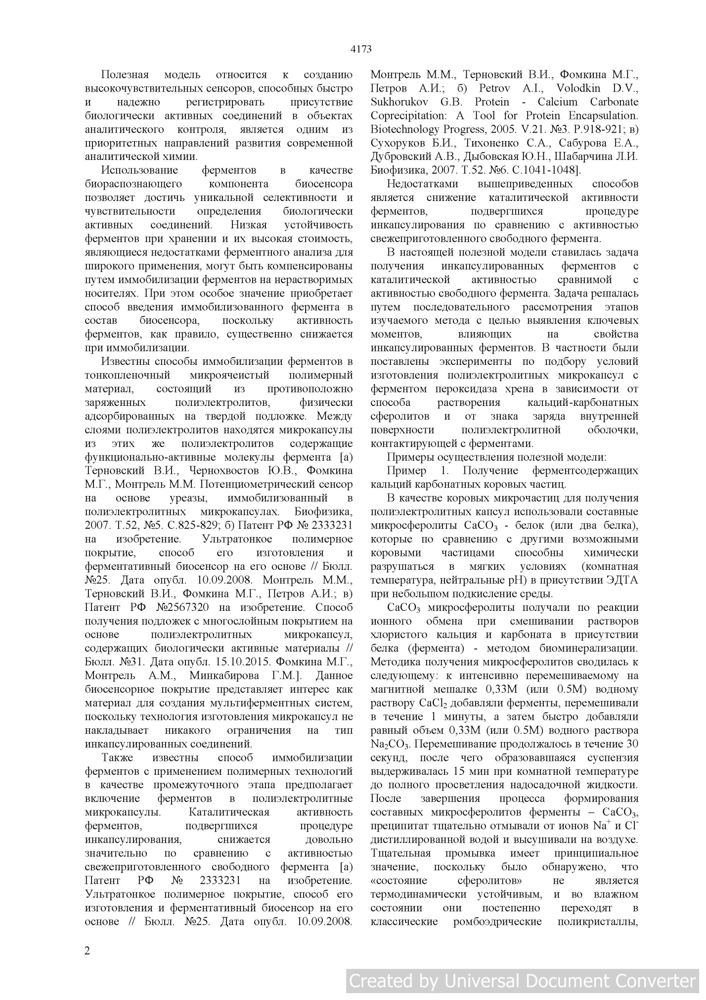 4173
Полезная модель относится к созданию
высокочувствительных сенсоров, способных быстро
и надежно регистрировать присутствие
биологически активных соединений в объектах
аналитического контроля, является одним из
приоритетных направлений развития современной
аналитической химии.
Использование ферментов в качестве
биораспознающего компонента биосенсора
позволяет достичь уникальной селективности и
чувствительности определения биологически
активных соединений. Низкая устойчивость
ферментов при хранении и их высокая стоимость,
являющиеся недостатками ферментного анализа для
широкого применения, могут быть компенсированы
путем иммобилизации ферментов на нерастворимых
носителях. При этом особое значение приобретает
способ введения иммобилизованного фермента в
состав биосенсора, поскольку активность
ферментов, как правило, существенно снижается
при иммобилизации.
Известны способы иммобилизации ферментов в
тонкопленочный микроячеистый полимерный
материал, состоящий из противоположно
заряженных полиэлектролитов, физически
адсорбированных на твердой подложке. Между
слоями полиэлектролитов находятся микрокапсулы
из этих же полиэлектролитов содержащие
функционально-активные молекулы фермента [а)
Терновский В.И., Чернохвостов Ю.В., Фомкина
М.Г., Монтрель М.М. Потенциометрический сенсор
на основе уреазы, иммобилизованный в
полиэлектролитных микрокапсулах. Биофизика,
2007. Т.52, №5. С.825-829; б) Патент РФ № 2333231
на изобретение. Ультратонкое полимерное
покрытие, способ его изготовления и
ферментативный биосенсор на его основе // Бюлл.
№25. Дата опубл. 10.09.2008. Монтрель М.М.,
Терновский В.И., Фомкина М.Г., Петров А.И.; в)
Патент РФ №2567320 на изобретение. Способ
получения подложек с многослойным покрытием на
основе полиэлектролитных микрокапсул,
содержащих биологически активные материалы //
Бюлл. №31. Дата опубл. 15.10.2015. Фомкина М.Г.,
Монтрель А.М., Минкабирова Г.М.]. Данное
биосенсорное покрытие представляет интерес как
материал для создания мультиферментных систем,
поскольку технология изготовления микрокапсул не
накладывает никакого ограничения на тип
инкапсулированных соединений.
Также известны способ иммобилизации
ферментов с применением полимерных технологий
в качестве промежуточного этапа предполагает
включение ферментов в полиэлектролитные
микрокапсулы. Каталитическая активность
ферментов, подвергшихся процедуре
инкапсулирования, снижается довольно
значительно по сравнению с активностью
свежеприготовленного свободного фермента [а)
Патент РФ № 2333231 на изобретение.
Ультратонкое полимерное покрытие, способ его
изготовления и ферментативный биосенсор на его
основе // Бюлл. №25. Дата опубл. 10.09.2008.
Монтрель М.М., Терновский В.И., Фомкина М.Г.,
Петров А.И.; б) Petrov A.I., Volodkin D.V.,
Sukhorukov G.B. Protein - Calcium Carbonate
Coprecipitation: A Tool for Protein Encapsulation.
Biotechnology Progress, 2005. V.21. №3. P.918-921; в)
Сухоруков Б.И., Тихоненко С.А., Сабурова Е.А.,
Дубровский А.В., Дыбовская Ю.Н., Шабарчина Л.И.
Биофизика, 2007. Т.52. №6. С.1041-1048].
Недостатками вышеприведенных способов
является снижение каталитической активности
ферментов, подвергшихся процедуре
инкапсулирования по сравнению с активностью
свежеприготовленного свободного фермента.
В настоящей полезной модели ставилась задача
получения инкапсулированных ферментов с
каталитической активностью сравнимой с
активностью свободного фермента. Задача решалась
путем последовательного рассмотрения этапов
изучаемого метода с целью выявления ключевых
моментов, влияющих на свойства
инкапсулированных ферментов. В частности были
поставлены эксперименты по подбору условий
изготовления полиэлектролитных микрокапсул с
ферментом пероксидаза хрена в зависимости от
способа растворения кальций-карбонатных
сферолитов и от знака заряда внутренней
поверхности полиэлектролитной оболочки,
контактирующей с ферментами.
Примеры осуществления полезной модели:
Пример 1. Получение ферментсодержащих
кальций карбонатных коровых частиц.
В качестве коровых микрочастиц для получения
полиэлектролитных капсул использовали составные
микросферолиты CaCO₃ - белок (или два белка),
которые по сравнению с другими возможными
коровыми частицами способны химически
разрушаться в мягких условиях (комнатная
температура, нейтральные pH) в присутствии ЭДТА
при небольшом подкисление среды.
CaCO₃ микросферолиты получали по реакции
ионного обмена при смешивании растворов
хлористого кальция и карбоната в присутствии
белка (фермента) - методом биоминерализации.
Методика получения микросферолитов сводилась к
следующему: к интенсивно перемешиваемому на
магнитной мешалке 0,33М (или 0.5М) водному
раствору CaCl₂ добавляли ферменты, перемешивали
в течение 1 минуты, а затем быстро добавляли
равный объем 0,33М (или 0.5М) водного раствора
Na₂CO₃. Перемешивание продолжалось в течение 30
секунд, после чего образовавшаяся суспензия
выдерживалась 15 мин при комнатной температуре
до полного просветления надосадочной жидкости.
После завершения процесса формирования
составных микросферолитов ферменты – CaCO₃,
преципитат тщательно отмывали от ионов Na⁺ и Cl⁻
дистиллированной водой и высушивали на воздухе.
Тщательная промывка имеет принципиальное
значение, поскольку было обнаружено, что
«состояние сферолитов» не является
термодинамически устойчивым, и во влажном
состоянии они постепенно переходят в
классические ромбоэдрические поликристаллы,
2
Created by Universal Document Converter